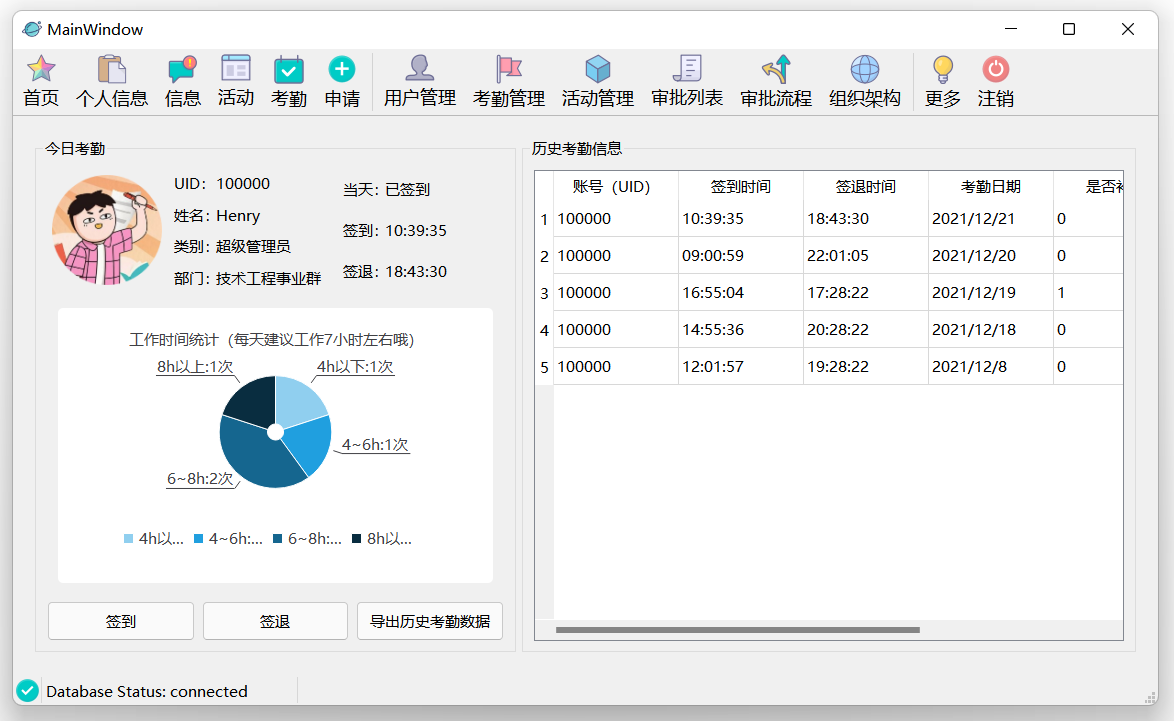 MainWindow
首页 个人信息 信息 活动 考勤 申请 用户管理 考勤管理 活动管理 审批列表 审批流程 组织架构 更多 注销
今日考勤
UID：100000
姓名：Henry
类别：超级管理员
部门：技术工程事业群
当天：已签到
签到：10:39:35
签退：18:43:30
工作时间统计（每天建议工作7小时左右哦）
8h以上:1次 4h以下:1次
4~6h:1次
6~8h:2次
4h以... 4~6h:... 6~8h:... 8h以...
签到 签退 导出历史考勤数据
历史考勤信息
账号（UID） 签到时间 签退时间 考勤日期 是否补
1 100000 10:39:35 18:43:30 2021/12/21 0
2 100000 09:00:59 22:01:05 2021/12/20 0
3 100000 16:55:04 17:28:22 2021/12/19 1
4 100000 14:55:36 20:28:22 2021/12/18 0
5 100000 12:01:57 19:28:22 2021/12/8 0
Database Status: connected